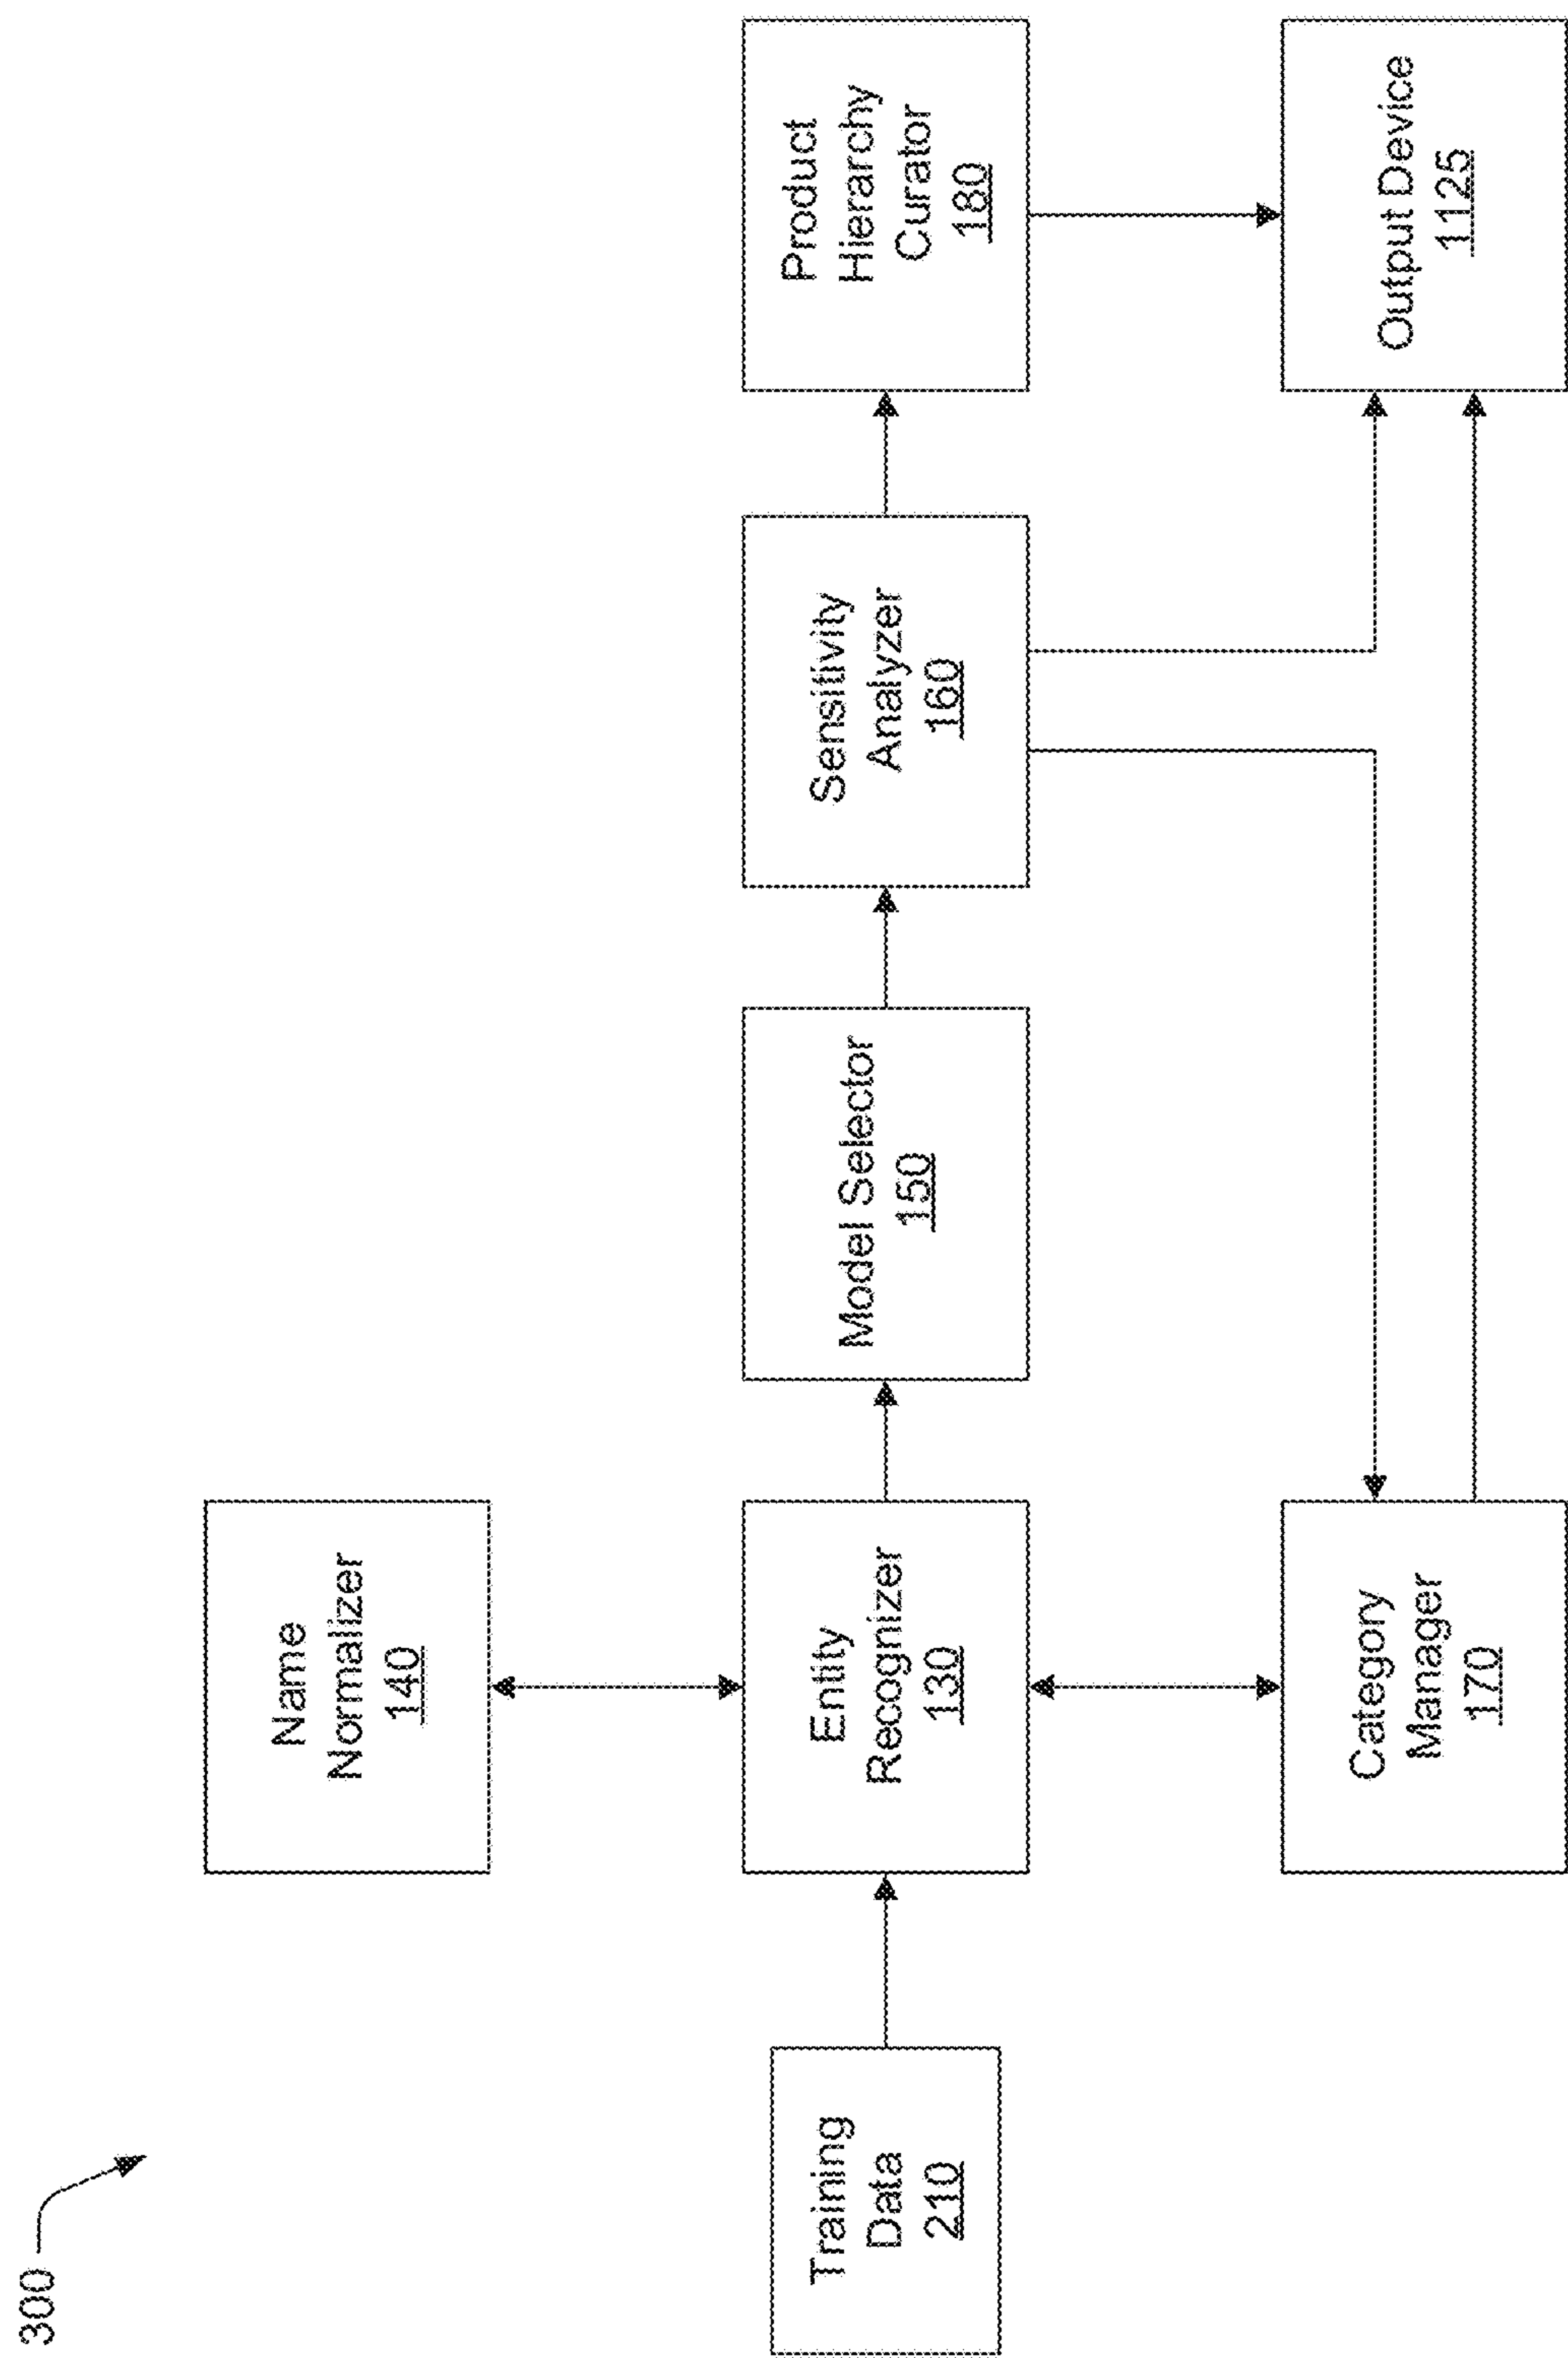 300
Name
Normalizer
140
Training
Data
210
Entity
Recognizer
130
Model Selector
150
Sensitivity
Analyzer
160
Product
Hierarchy
Curator
180
Category
Manager
170
Output Device
1125